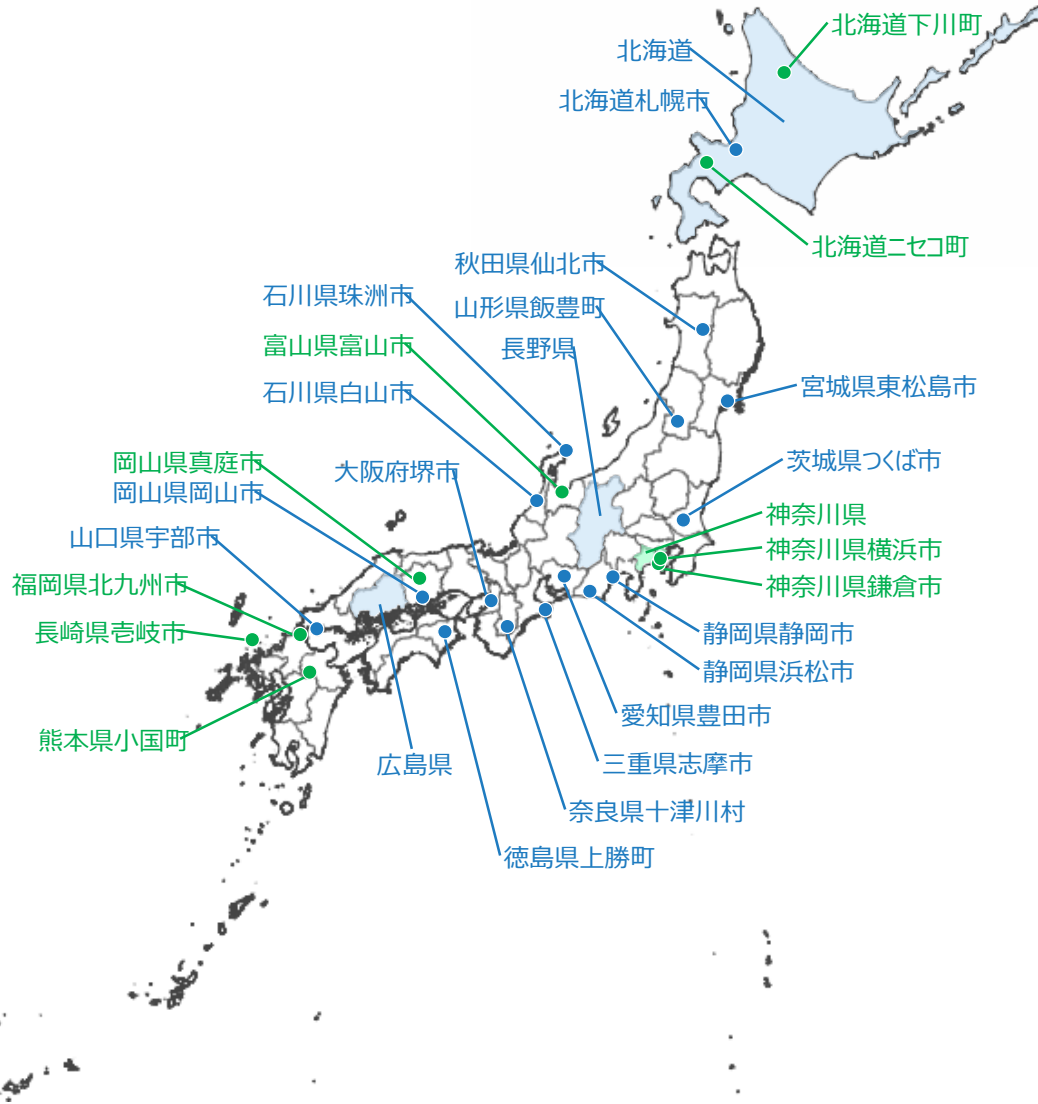 北海道下川町
北海道
北海道札幌市
北海道ニセコ町
秋田県仙北市
石川県珠洲市
山形県飯豊町
富山県富山市
長野県
石川県白山市
宮城県東松島市
岡山県真庭市
大阪府堺市
茨城県つくば市
岡山県岡山市
神奈川県
山口県宇部市
神奈川県横浜市
福岡県北九州市
神奈川県鎌倉市
長崎県壱岐市
静岡県静岡市
静岡県浜松市
愛知県豊田市
熊本県小国町
広島県
三重県志摩市
奈良県十津川村
徳島県上勝町